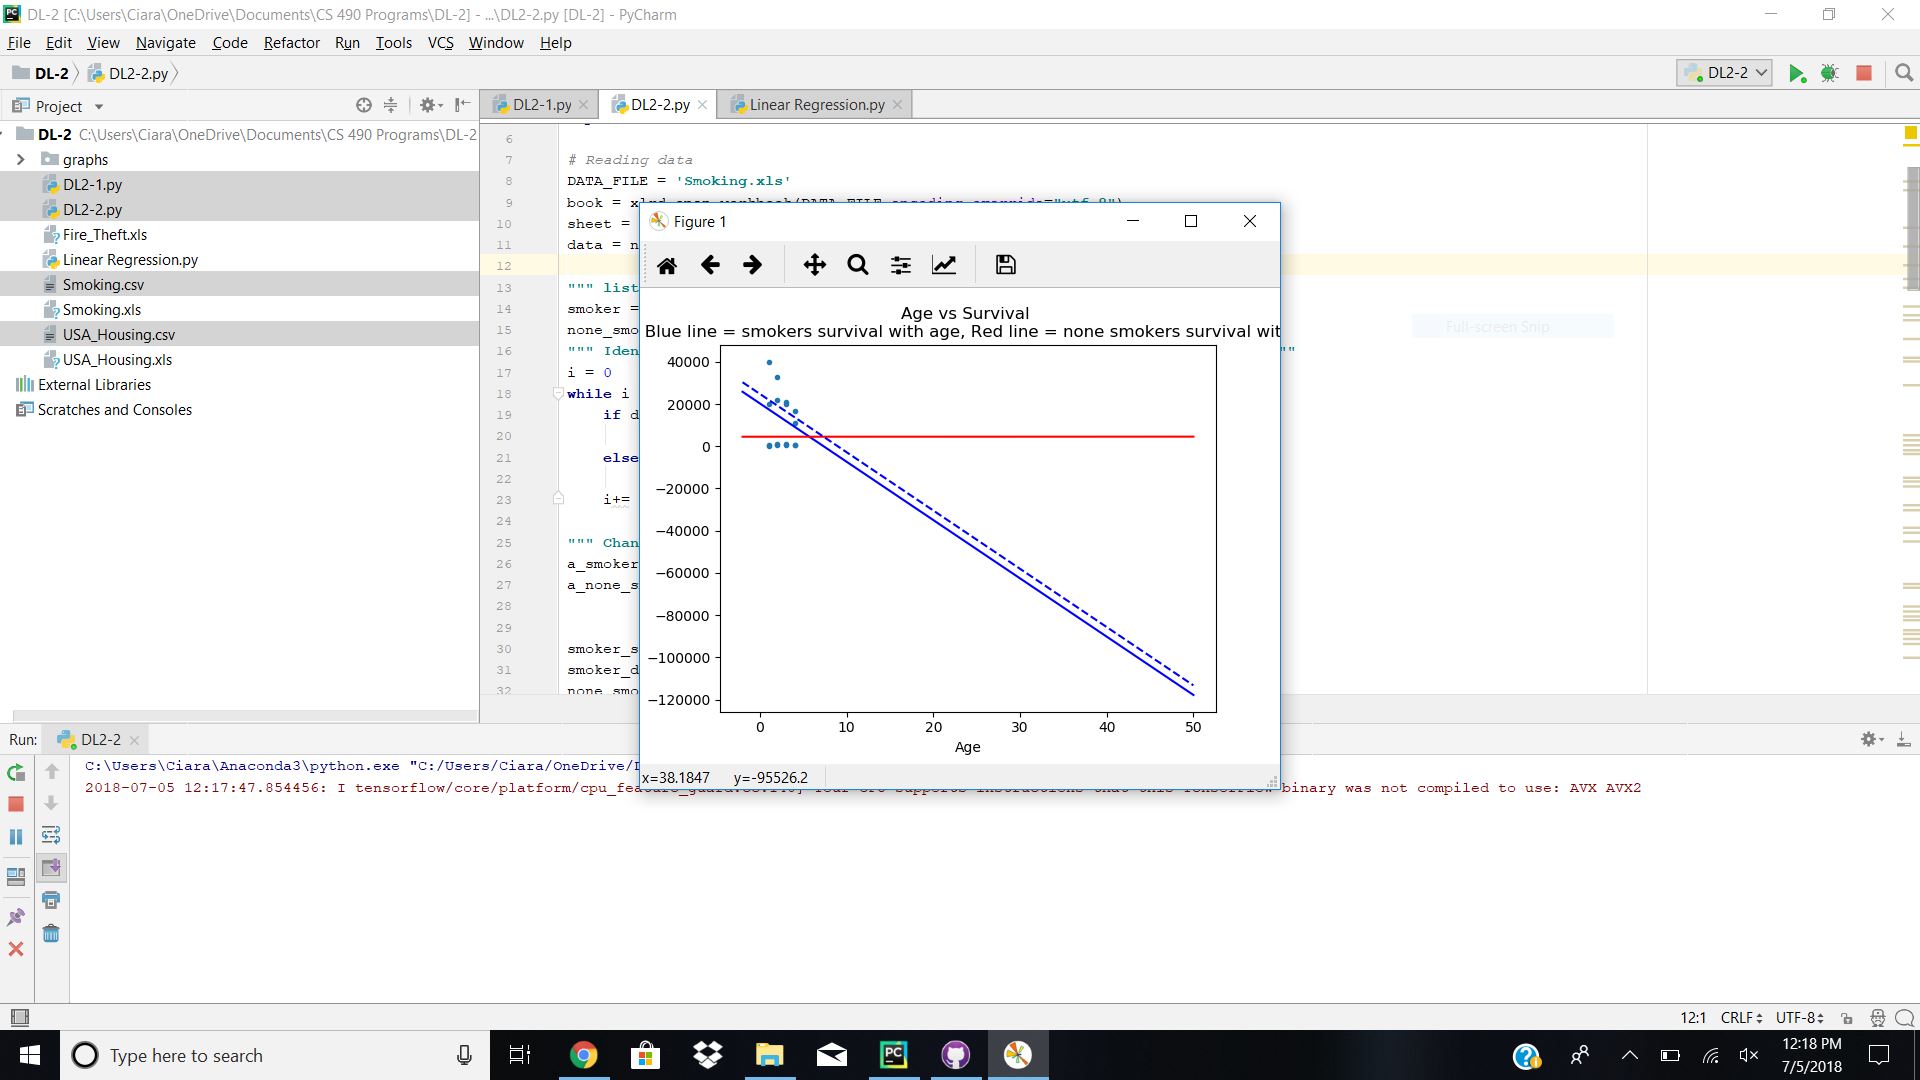 DL-2 [C:\Users\Ciara\OneDrive\Documents\CS 490 Programs\DL-2] - ...\DL2-2.py [DL-2] - PyCharm
File Edit View Navigate Code Refactor Run Tools VCS Window Help
DL-2 DL2-2.py
DL2-2
Project
DL2-1.py DL2-2.py Linear Regression.py
DL-2 C:\Users\Ciara\OneDrive\Documents\CS 490 Programs\DL-2
graphs
DL2-1.py
DL2-2.py
Fire_Theft.xls
Linear Regression.py
Smoking.csv
Smoking.xls
USA_Housing.csv
USA_Housing.xls
External Libraries
Scratches and Consoles
6
7 # Reading data
8 DATA_FILE = 'Smoking.xls'
9 book =
10 sheet =
11 data = n
12
13 """ list
14 smoker =
15 none_smo
16 """ Iden """
17 i = 0
18 while i
19 if d
20
21 else
22
23 i+=
24
25 """ Chan
26 a_smoker
27 a_none_s
28
29
30 smoker_s
31 smoker_d
32 none_smo
Full-screen Snip
Figure 1
Age vs Survival
Blue line = smokers survival with age, Red line = none smokers survival wit
40000
20000
0
−20000
−40000
−60000
−80000
−100000
−120000
0 10 20 30 40 50
Age
x=38.1847 y=-95526.2
Run: DL2-2
C:\Users\Ciara\Anaconda3\python.exe "C:/Users/Ciara/OneDrive/D
2018-07-05 12:17:47.854456: I tensorflow/core/platform/cpu_feature_guard.cc:140] Your CPU supports instructions that this TensorFlow binary was not compiled to use: AVX AVX2
12:1 CRLF UTF-8
Type here to search
12:18 PM
7/5/2018